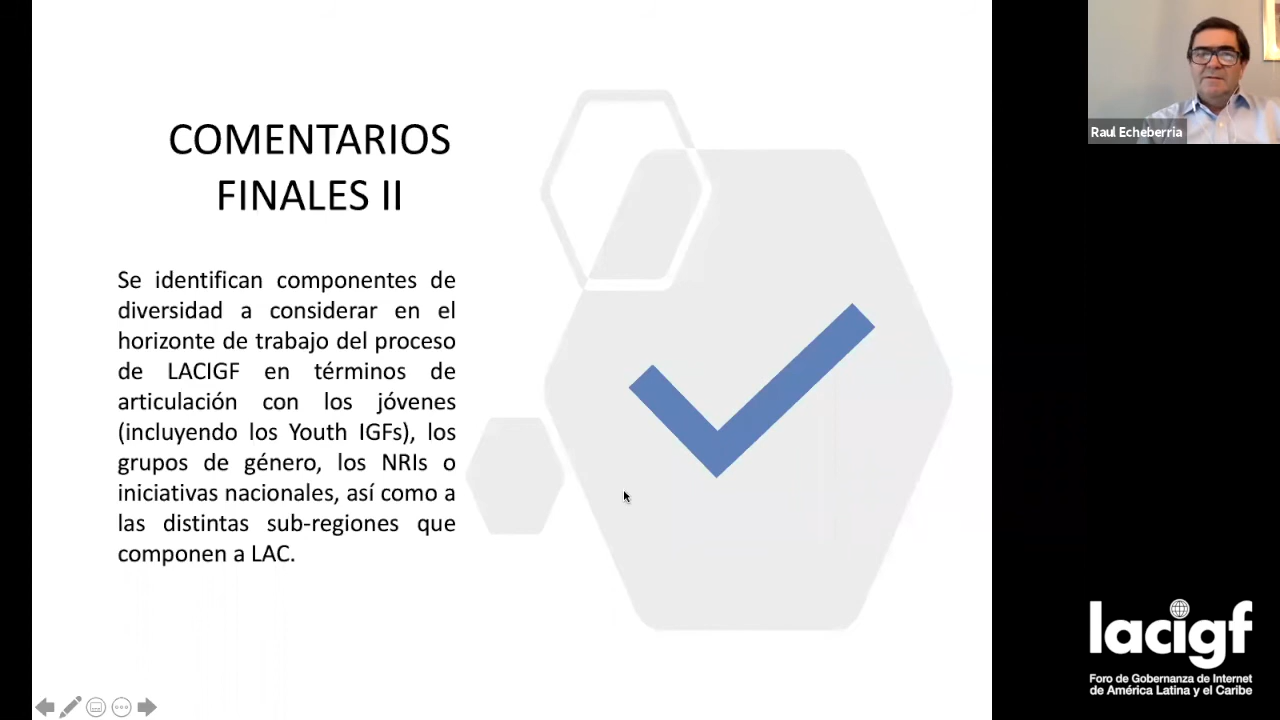 COMENTARIOS
FINALES II
Se identifican componentes de
diversidad a considerar en el
horizonte de trabajo del proceso
de LACIGF en términos de
articulación con los jóvenes
(incluyendo los Youth IGFs), los
grupos de género, los NRIs o
iniciativas nacionales, así como a
las distintas sub-regiones que
componen a LAC.
Raul Echeberria
lacigf
Foro de Gobernanza de Internet
de América Latina y el Caribe